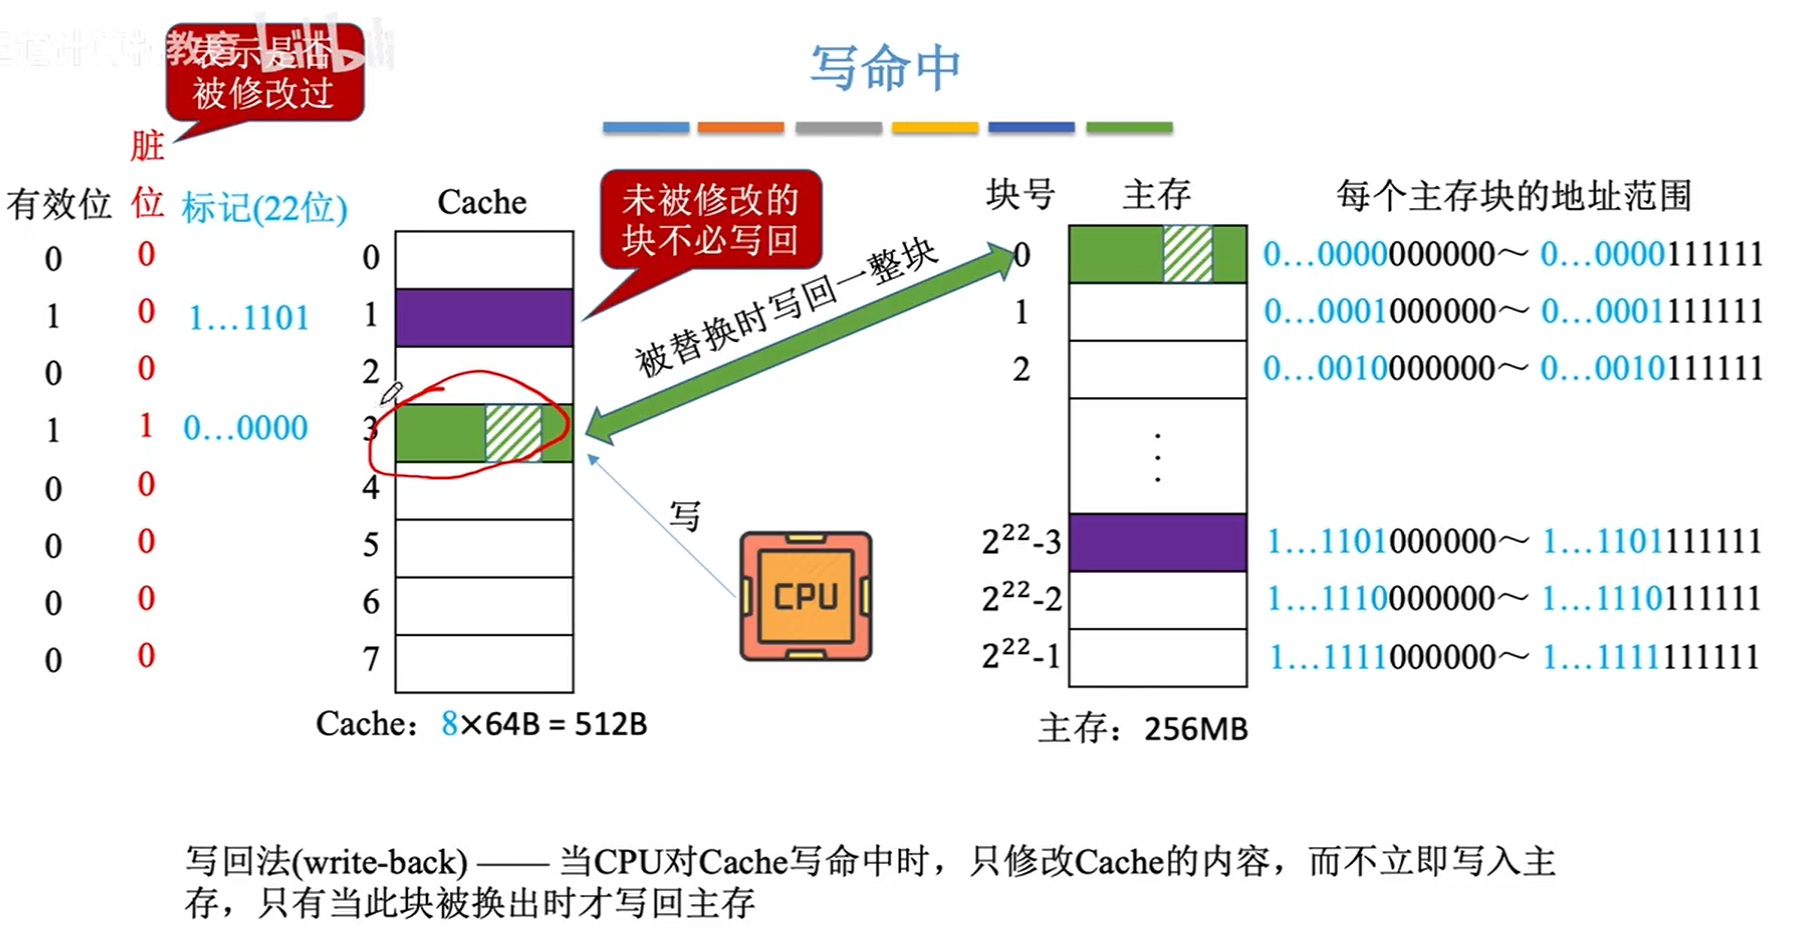 教育 bilibili
表示是否
被修改过
写命中
脏
有效位 位 标记(22位) Cache
未被修改的
块不必写回
块号 主存 每个主存块的地址范围
0 0 0
1 0 1…1101 1
0 0 2
1 1 0…0000 3
0 0 4
0 0 5
0 0 6
0 0 7
被替换时写回一整块
写
CPU
0 0…0000000000～ 0…0000111111
1 0…0001000000～ 0…0001111111
2 0…0010000000～ 0…0010111111
⋮
2²²-3 1…1101000000～ 1…1101111111
2²²-2 1…1110000000～ 1…1110111111
2²²-1 1…1111000000～ 1…1111111111
Cache：8×64B = 512B
主存：256MB
写回法(write-back) —— 当CPU对Cache写命中时，只修改Cache的内容，而不立即写入主
存，只有当此块被换出时才写回主存